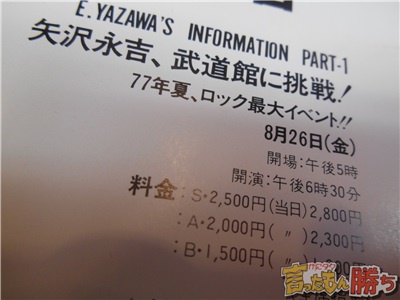 E.YAZAWA'S INFORMATION PART-1
矢沢永吉、武道館に挑戦!
77年夏、ロック最大イベント!!
8月26日(金)
開場:午後5時
開演:午後6時30分
料金:S・2,500円(当日)2,800円
:A・2,000円( 〃 )2,300円
:B・1,500円( 〃 )
言ったもん勝ち